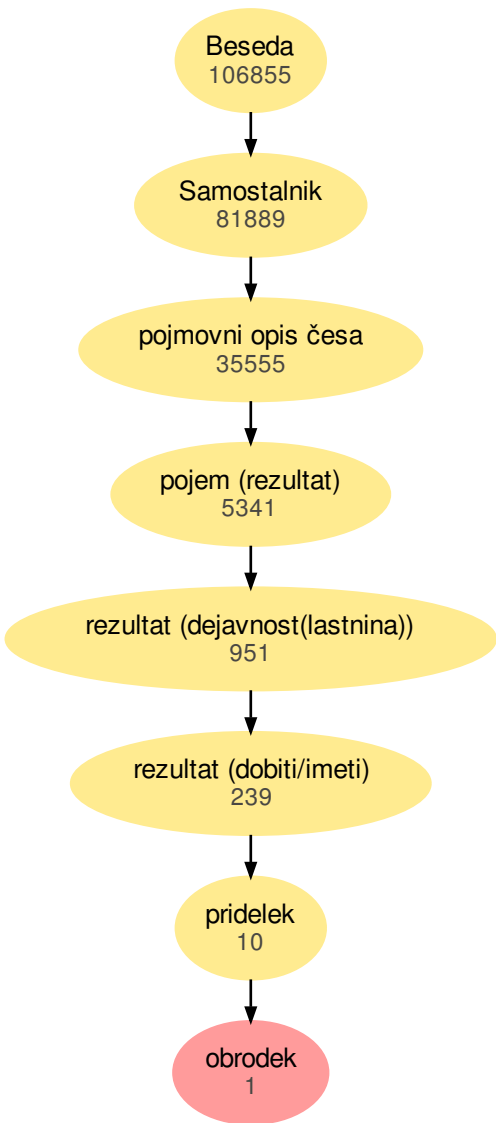 Beseda
106855
Samostalnik
81889
pojmovni opis česa
35555
pojem (rezultat)
5341
rezultat (dejavnost(lastnina))
951
rezultat (dobiti/imeti)
239
pridelek
10
obrodek
1